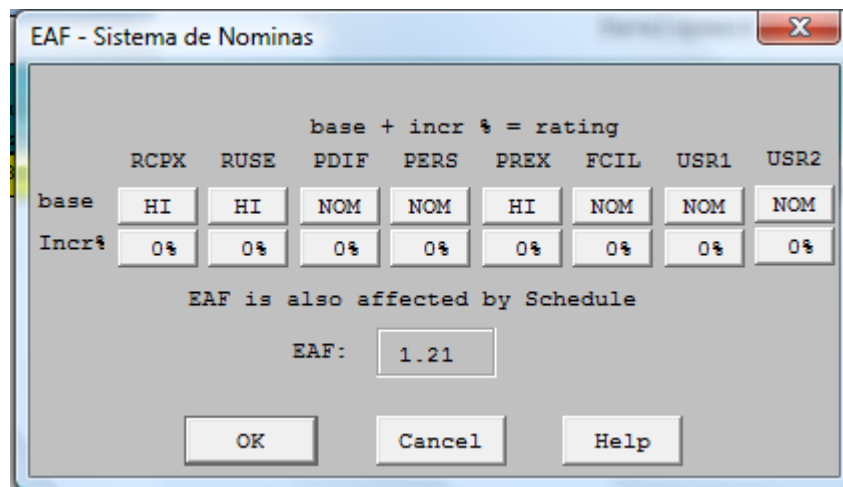 EAF - Sistema de Nominas
X
base + incr % = rating
RCPX RUSE PDIF PERS PREX FCIL USR1 USR2
base HI HI NOM NOM HI NOM NOM NOM
Incr% 0% 0% 0% 0% 0% 0% 0% 0%
EAF is also affected by Schedule
EAF: 1.21
OK Cancel Help